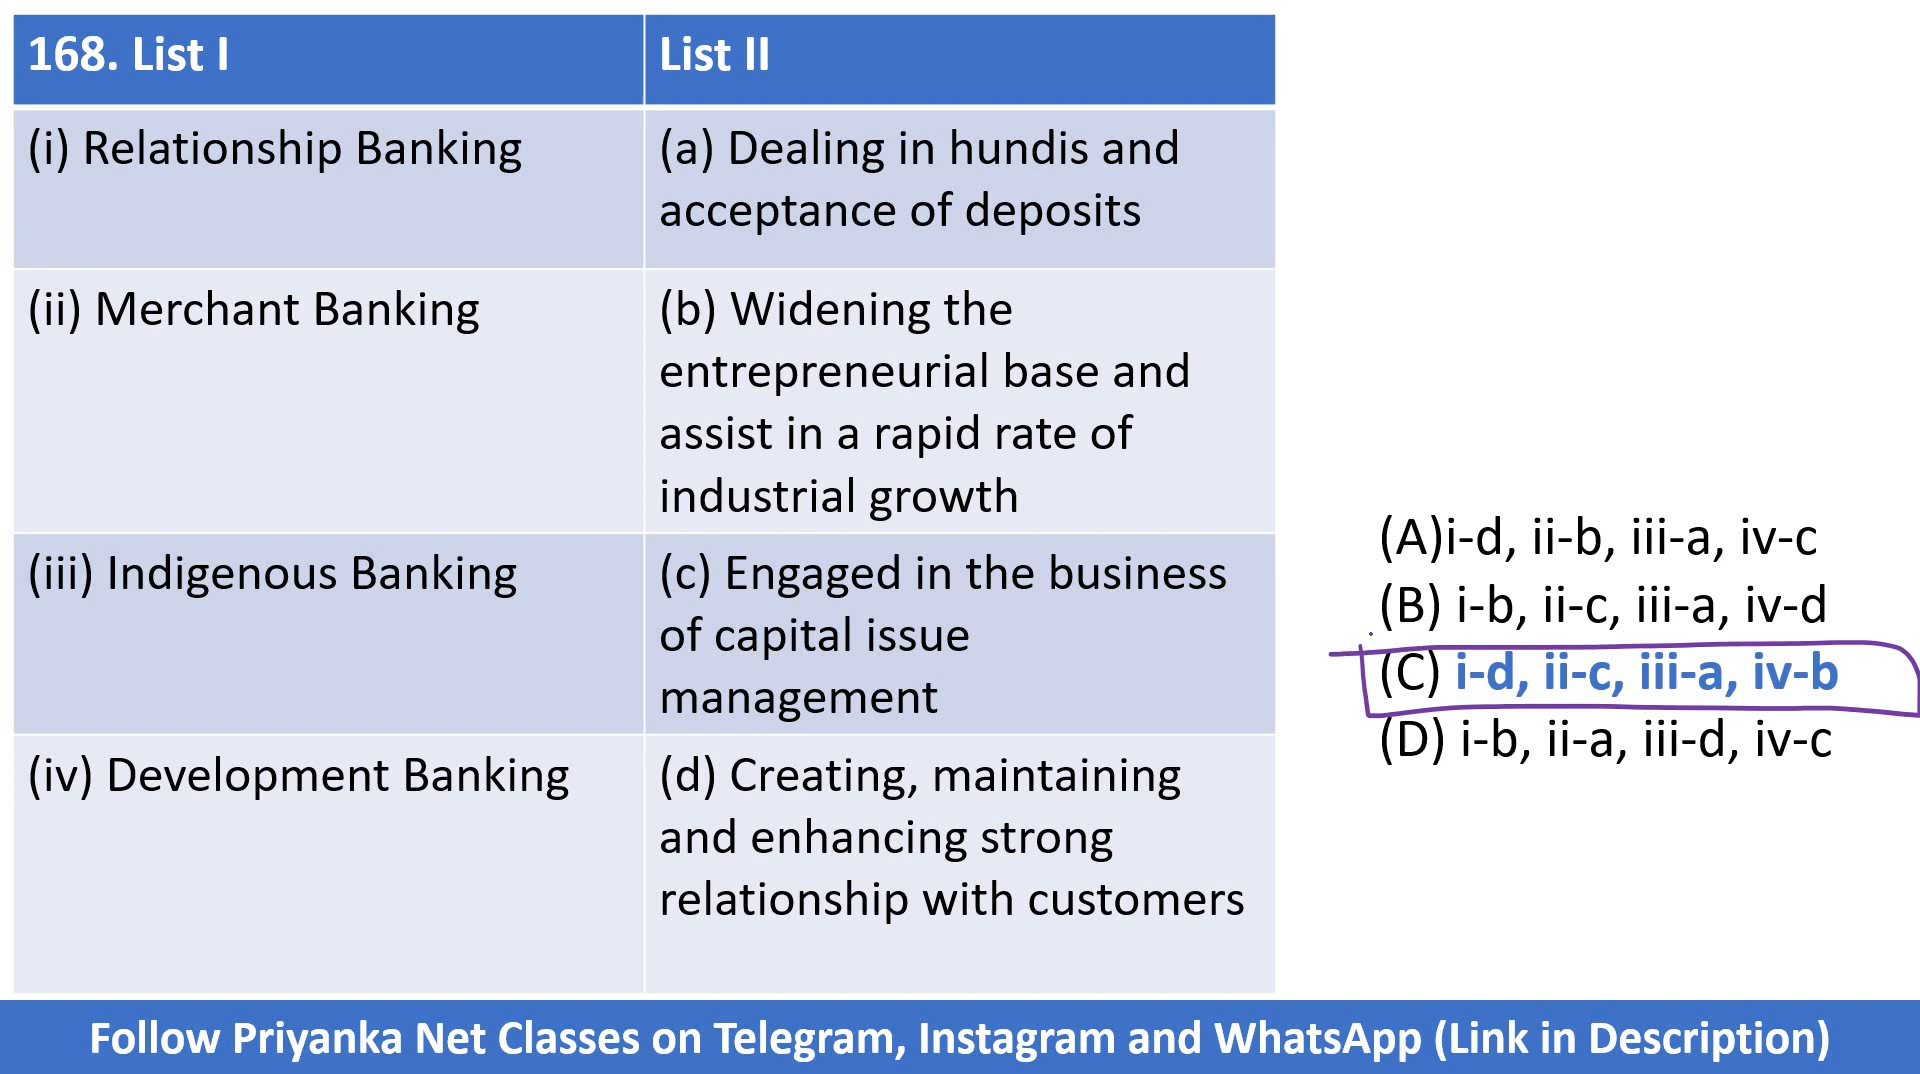 168. List I
List II
(i) Relationship Banking
(a) Dealing in hundis and
acceptance of deposits
(ii) Merchant Banking
(b) Widening the
entrepreneurial base and
assist in a rapid rate of
industrial growth
(iii) Indigenous Banking
(c) Engaged in the business
of capital issue
management
(iv) Development Banking
(d) Creating, maintaining
and enhancing strong
relationship with customers
(A)i-d, ii-b, iii-a, iv-c
(B) i-b, ii-c, iii-a, iv-d
(C) i-d, ii-c, iii-a, iv-b
(D) i-b, ii-a, iii-d, iv-c
Follow Priyanka Net Classes on Telegram, Instagram and WhatsApp (Link in Description)